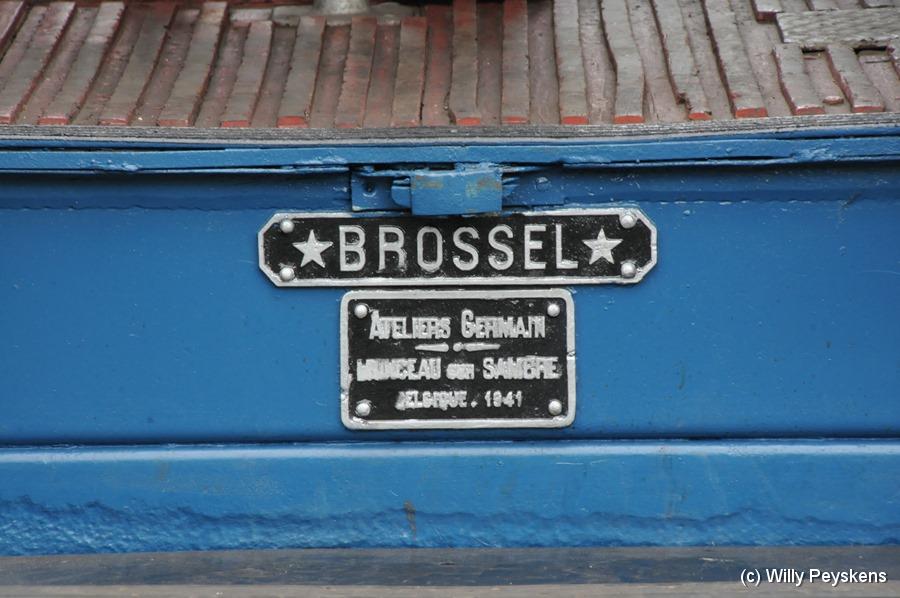 ★ BROSSEL ★
ATELIERS GERMAIN
MONCEAU SUR SAMBRE
BELGIQUE. 1941
(c) Willy Peyskens